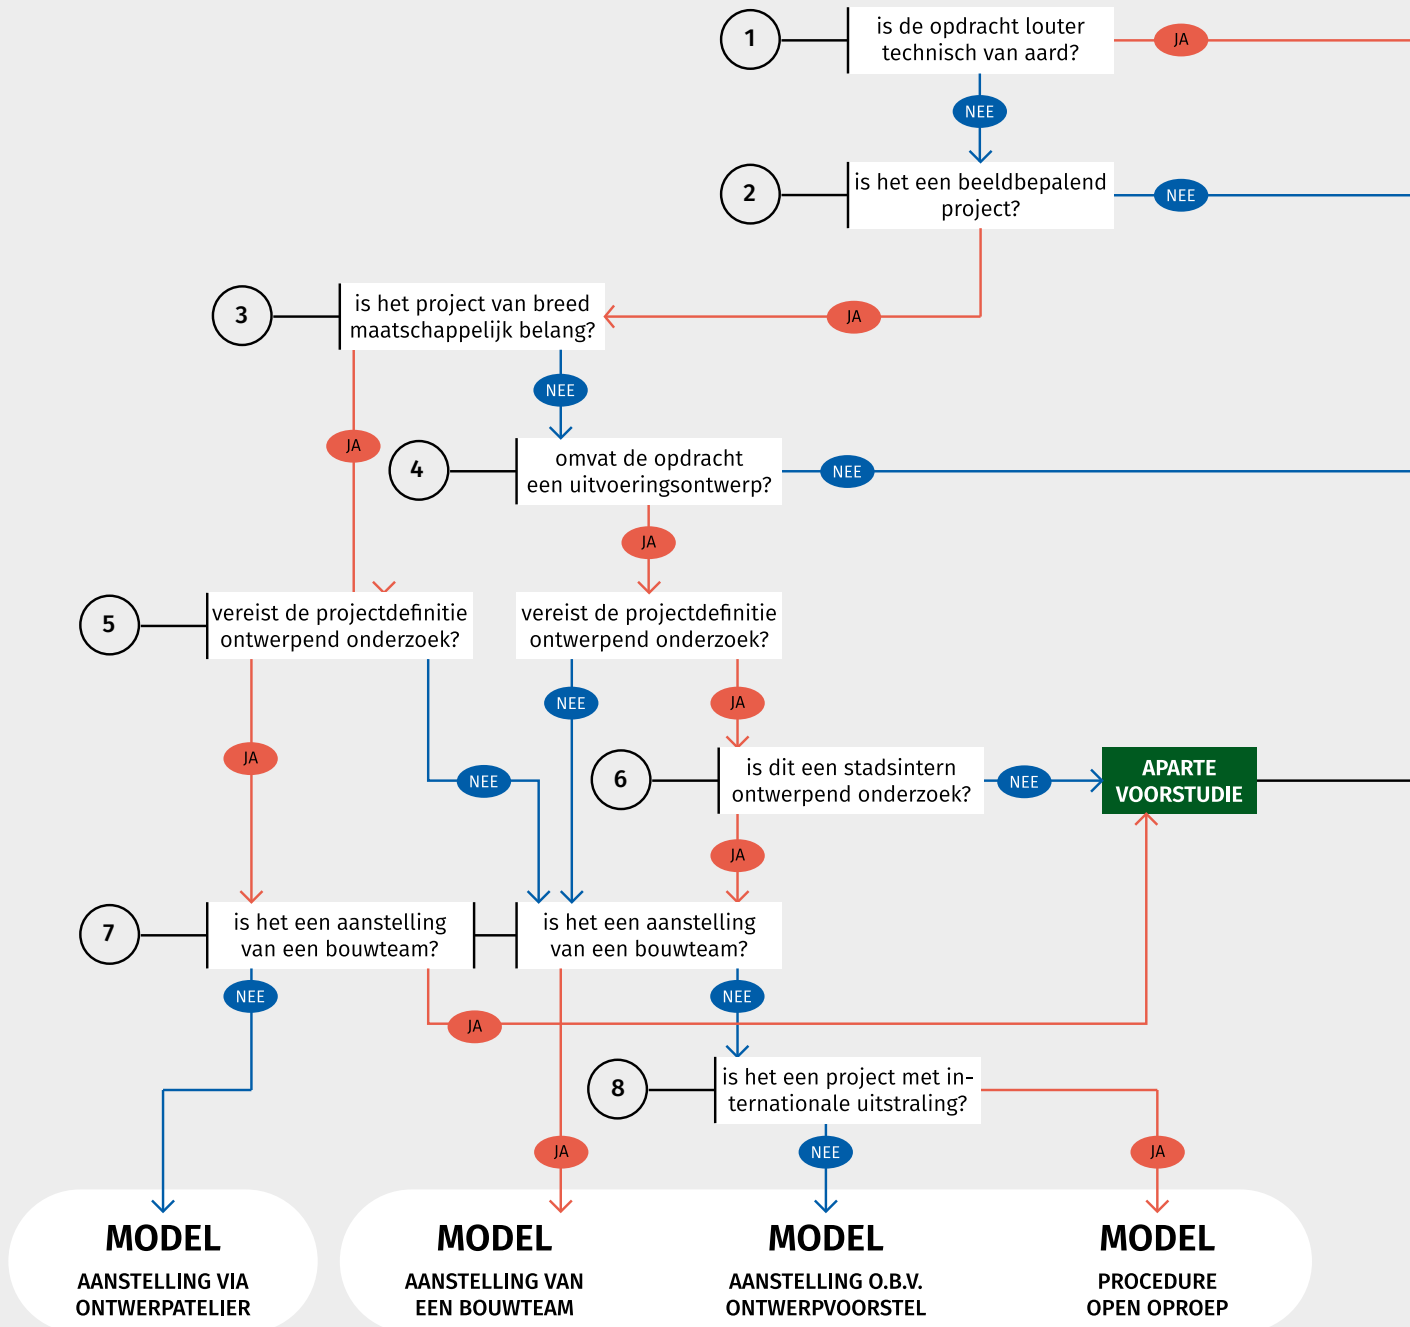 1
is de opdracht louter
technisch van aard?
JA
NEE
2
is het een beeldbepalend
project?
NEE
JA
3
is het project van breed
maatschappelijk belang?
NEE
JA
4
omvat de opdracht
een uitvoeringsontwerp?
NEE
JA
5
vereist de projectdefinitie
ontwerpend onderzoek?
vereist de projectdefinitie
ontwerpend onderzoek?
NEE
JA
JA
NEE
6
is dit een stadsintern
ontwerpend onderzoek?
NEE
APARTE
VOORSTUDIE
JA
7
is het een aanstelling
van een bouwteam?
is het een aanstelling
van een bouwteam?
NEE
JA
NEE
8
is het een project met in-
ternationale uitstraling?
JA
NEE
JA
MODEL
AANSTELLING VIA
ONTWERPATELIER
MODEL
AANSTELLING VAN
EEN BOUWTEAM
MODEL
AANSTELLING O.B.V.
ONTWERPVOORSTEL
MODEL
PROCEDURE
OPEN OPROEP